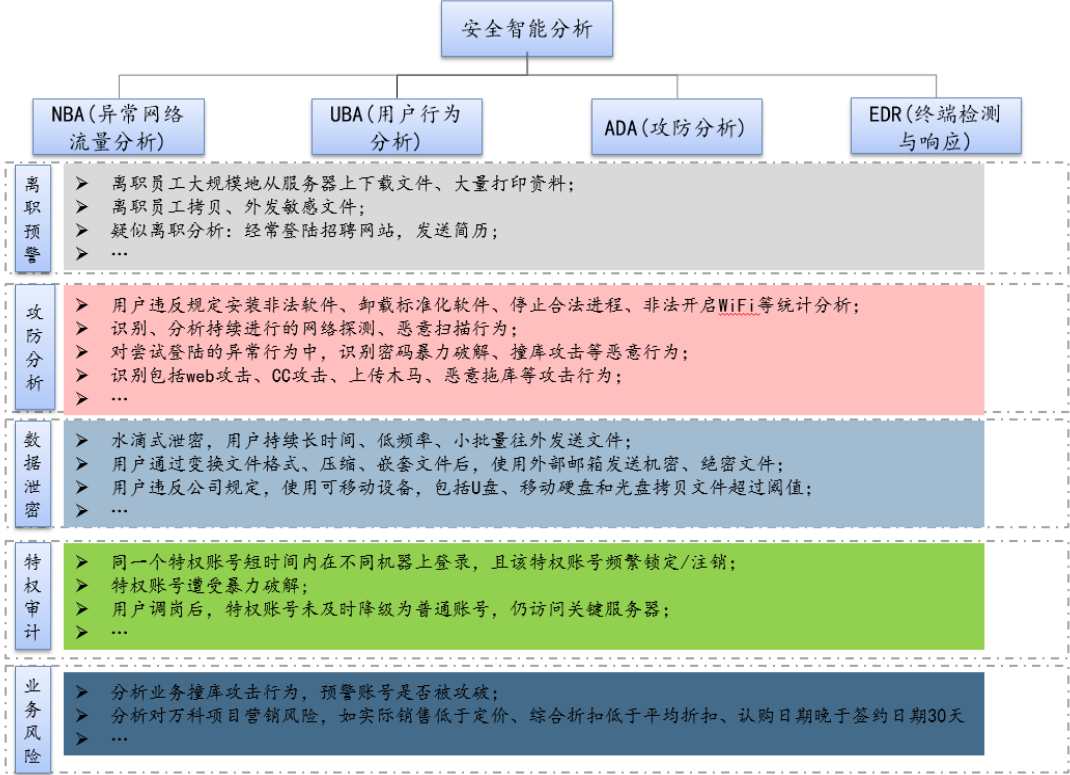 安全智能分析
NBA(异常网络
流量分析)
UBA(用户行为
分析)
ADA(攻防分析)
EDR(终端检测
与响应)
离职预警
➢ 离职员工大规模地从服务器上下载文件、大量打印资料；
➢ 离职员工拷贝、外发敏感文件；
➢ 疑似离职分析：经常登陆招聘网站，发送简历；
➢ …
攻防分析
➢ 用户违反规定安装非法软件、卸载标准化软件、停止合法进程、非法开启WiFi等统计分析；
➢ 识别、分析持续进行的网络探测、恶意扫描行为；
➢ 对尝试登陆的异常行为中，识别密码暴力破解、撞库攻击等恶意行为；
➢ 识别包括web攻击、CC攻击、上传木马、恶意拖库等攻击行为；
➢ …
数据泄密
➢ 水滴式泄密，用户持续长时间、低频率、小批量往外发送文件；
➢ 用户通过变换文件格式、压缩、嵌套文件后，使用外部邮箱发送机密、绝密文件；
➢ 用户违反公司规定，使用可移动设备，包括U盘、移动硬盘和光盘拷贝文件超过阈值；
➢ …
特权审计
➢ 同一个特权账号短时间内在不同机器上登录，且该特权账号频繁锁定/注销；
➢ 特权账号遭受暴力破解；
➢ 用户调岗后，特权账号未及时降级为普通账号，仍访问关键服务器；
➢ …
业务风险
➢ 分析业务撞库攻击行为，预警账号是否被攻破；
➢ 分析对万科项目营销风险，如实际销售低于定价、综合折扣低于平均折扣、认购日期晚于签约日期30天
➢ …